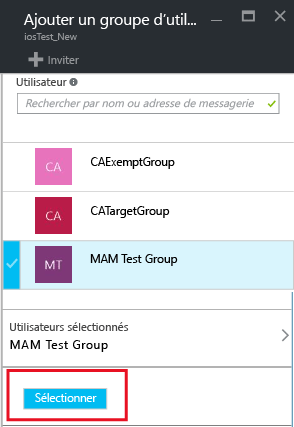 Ajouter un groupe d'util...
iosTest_New
Inviter
Utilisateur
Rechercher par nom ou adresse de messagerie
CA
CAExemptGroup
CA
CATargetGroup
MT
MAM Test Group
Utilisateurs sélectionnés
MAM Test Group
Sélectionner